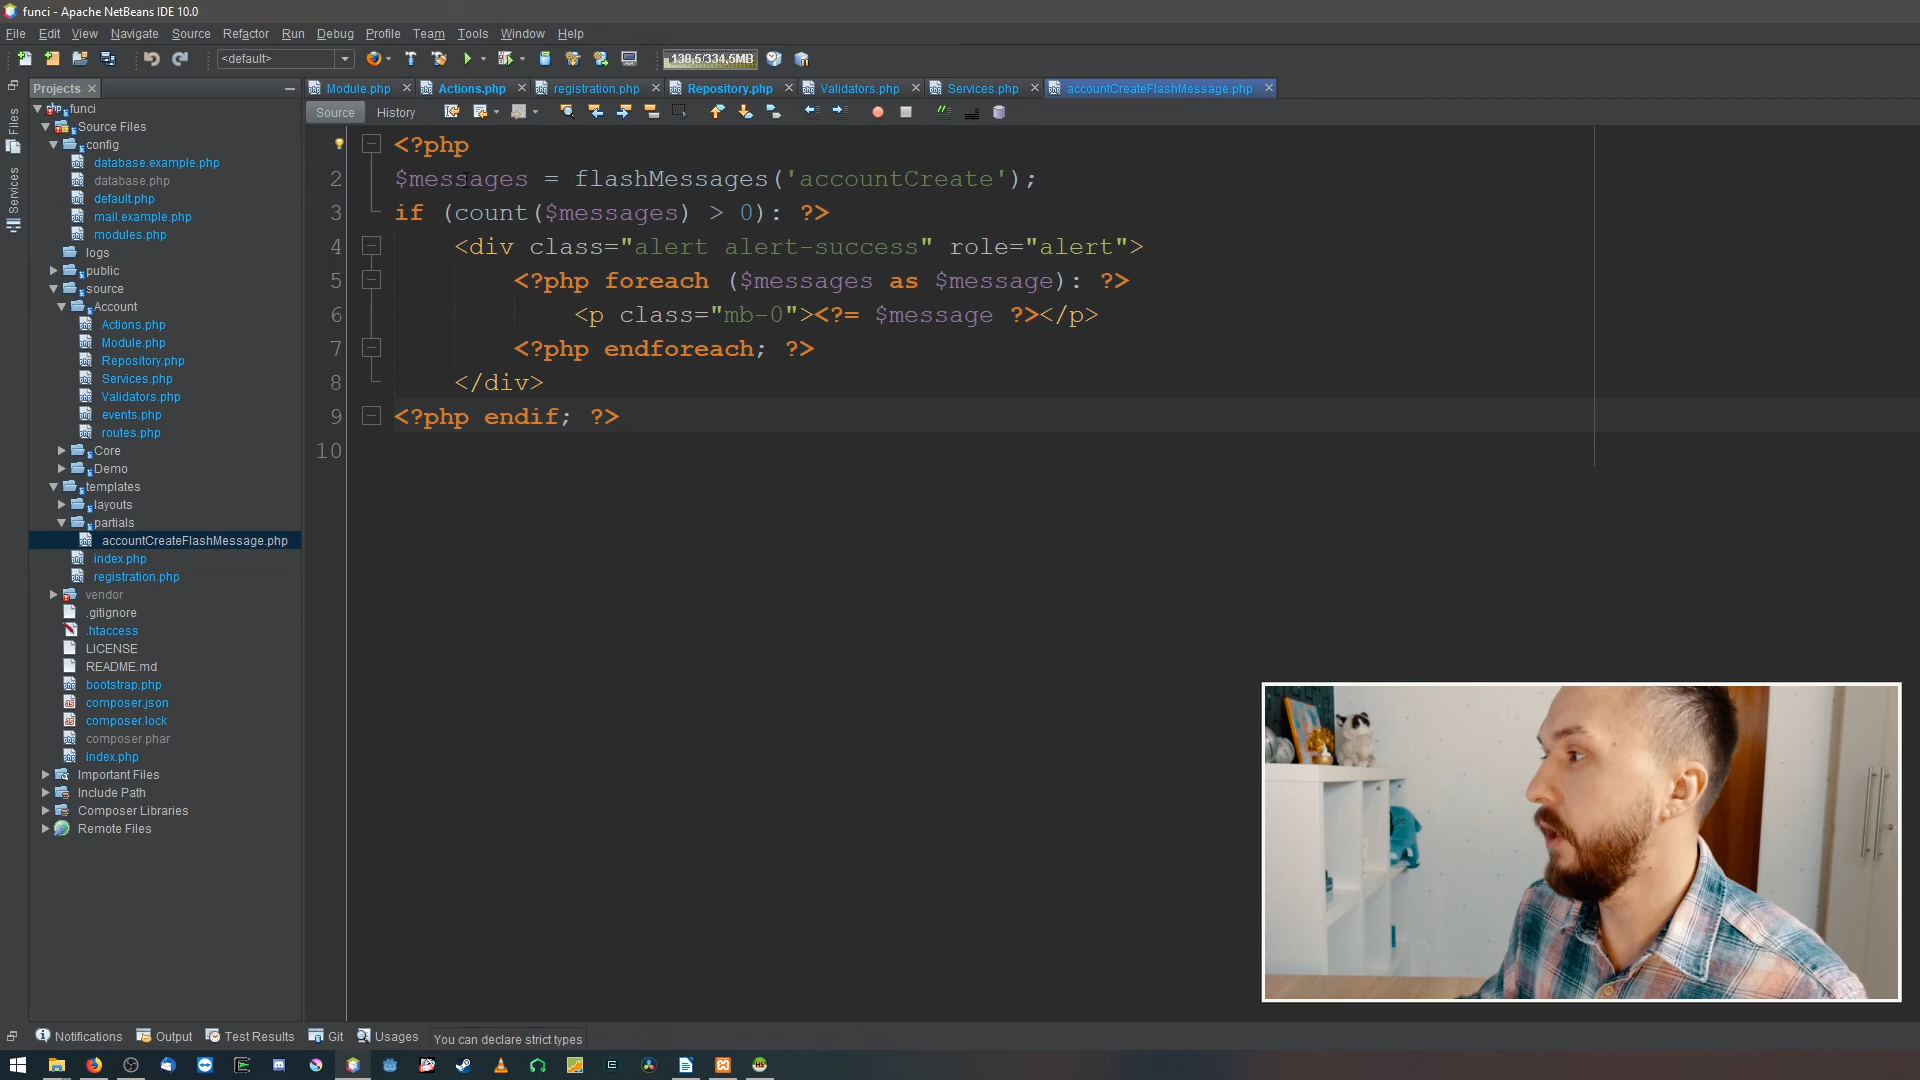 funci - Apache NetBeans IDE 10.0
File Edit View Navigate Source Refactor Run Debug Profile Team Tools Window Help
<default>
138,5/334,5MB
Projects
Module.php Actions.php registration.php Repository.php Validators.php Services.php accountCreateFlashMessage.php
Source History
Files
Services
funci
Source Files
config
database.example.php
database.php
default.php
mail.example.php
modules.php
logs
public
source
Account
Actions.php
Module.php
Repository.php
Services.php
Validators.php
events.php
routes.php
Core
Demo
templates
layouts
partials
accountCreateFlashMessage.php
index.php
registration.php
vendor
.gitignore
.htaccess
LICENSE
README.md
bootstrap.php
composer.json
composer.lock
composer.phar
index.php
Important Files
Include Path
Composer Libraries
Remote Files
<?php
2 $messages = flashMessages('accountCreate');
3 if (count($messages) > 0): ?>
4 <div class="alert alert-success" role="alert">
5 <?php foreach ($messages as $message): ?>
6 <p class="mb-0"><?= $message ?></p>
7 <?php endforeach; ?>
8 </div>
9 <?php endif; ?>
10
Notifications Output Test Results Git Usages You can declare strict types